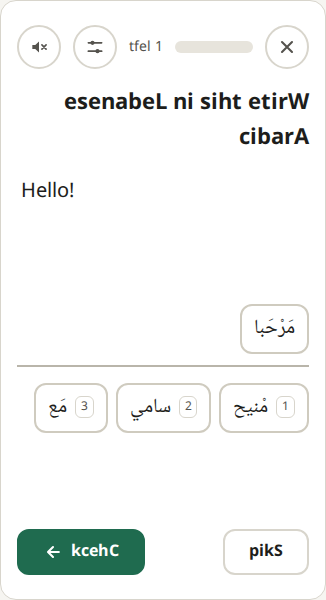 tfel 1
esenabeL ni siht etirW
cibarA
Hello!
مَرْحَبا
1 مْنيح 2 سامي 3 مَع
pikS kcehC ←